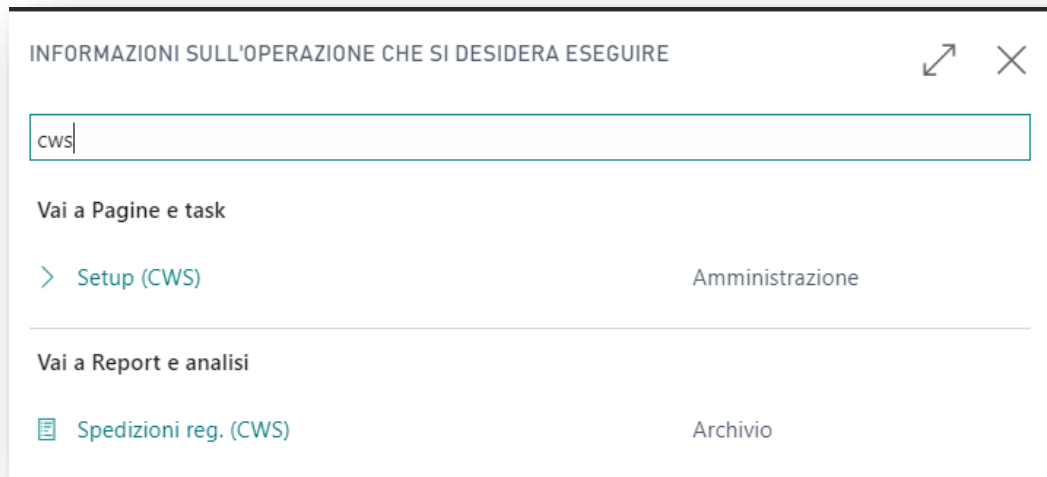 INFORMAZIONI SULL'OPERAZIONE CHE SI DESIDERA ESEGUIRE
cws
Vai a Pagine e task
Setup (CWS) Amministrazione
Vai a Report e analisi
Spedizioni reg. (CWS) Archivio